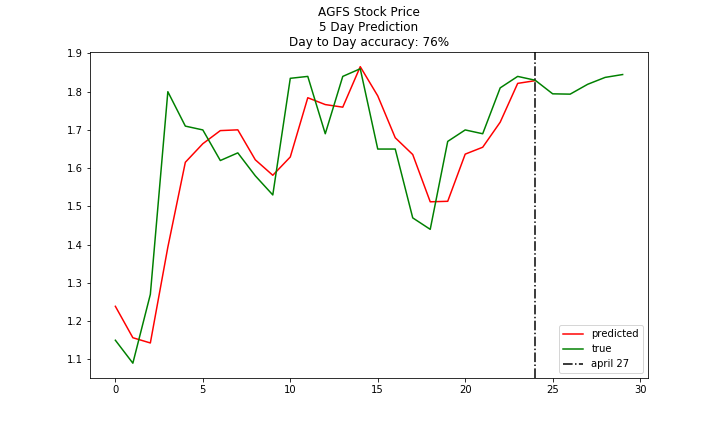 AGFS Stock Price
5 Day Prediction
Day to Day accuracy: 76%
1.9
1.8
1.7
1.6
1.5
1.4
1.3
1.2
1.1
0 5 10 15 20 25 30
predicted
true
april 27